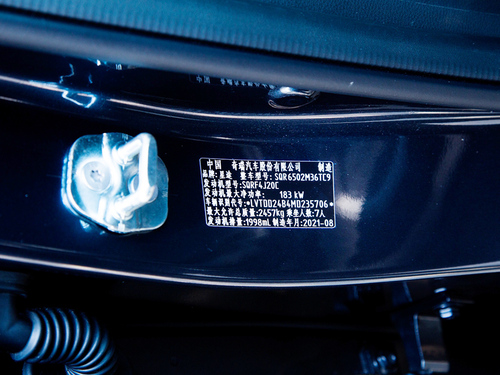 中国 奇瑞汽车股份有限公司 制造
品牌:星途 整车型号:SQR6502M36TC9
发动机型号:SQRF4J20C
发动机最大净功率: 183 kW
车辆识别代号:*LVTDD24B4MD235706*
最大允许总质量:2457kg 乘坐人数:7人
发动机排量:1998mL 制造年月:2021-08